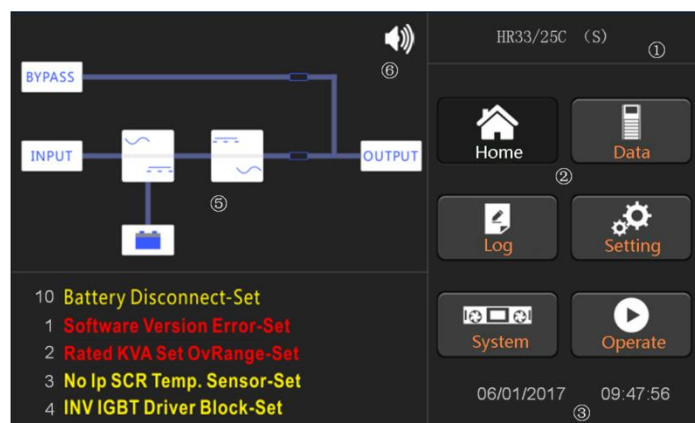 HR33/25C (S)
①
⑥
BYPASS
INPUT
OUTPUT
⑤
Home
Data
②
Log
Setting
System
Operate
10 Battery Disconnect-Set
1 Software Version Error-Set
2 Rated KVA Set OvRange-Set
3 No Ip SCR Temp. Sensor-Set
4 INV IGBT Driver Block-Set
06/01/2017 09:47:56
③